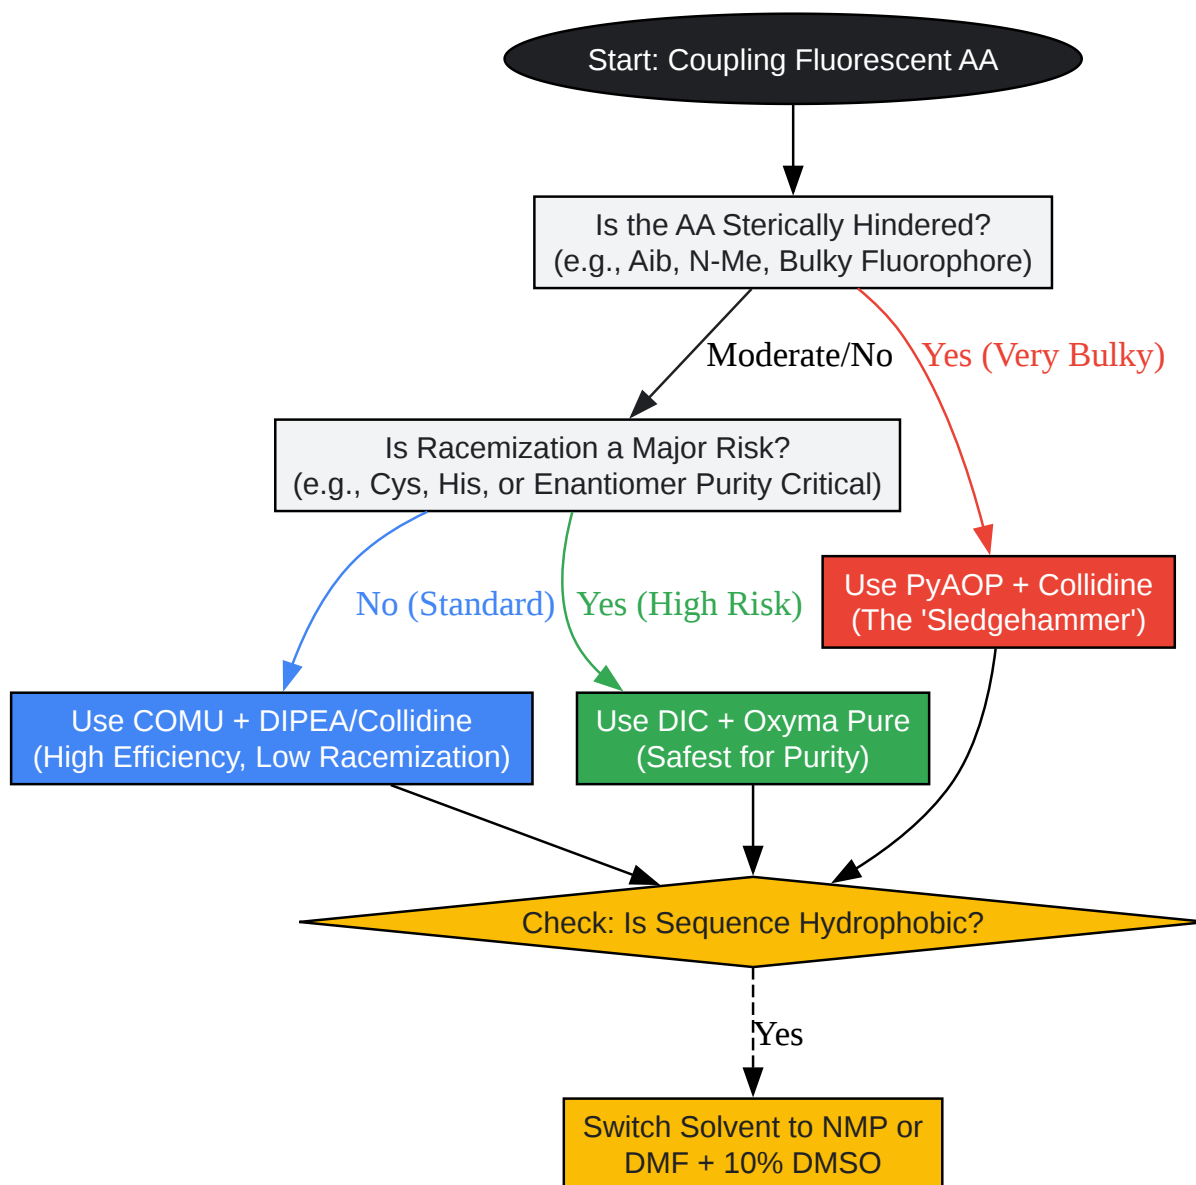 Start: Coupling Fluorescent AA
Is the AA Sterically Hindered?
(e.g., Aib, N-Me, Bulky Fluorophore)
Moderate/No
Yes (Very Bulky)
Is Racemization a Major Risk?
(e.g., Cys, His, or Enantiomer Purity Critical)
No (Standard)
Yes (High Risk)
Use PyAOP + Collidine
(The 'Sledgehammer')
Use COMU + DIPEA/Collidine
(High Efficiency, Low Racemization)
Use DIC + Oxyma Pure
(Safest for Purity)
Check: Is Sequence Hydrophobic?
Yes
Switch Solvent to NMP or
DMF + 10% DMSO